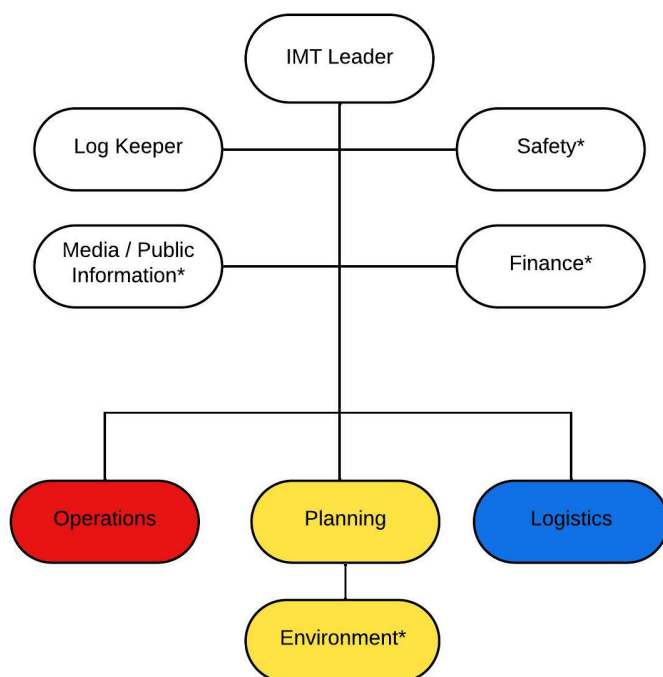 IMT Leader
Log Keeper
Safety*
Media / Public
Information*
Finance*
Operations
Planning
Logistics
Environment*